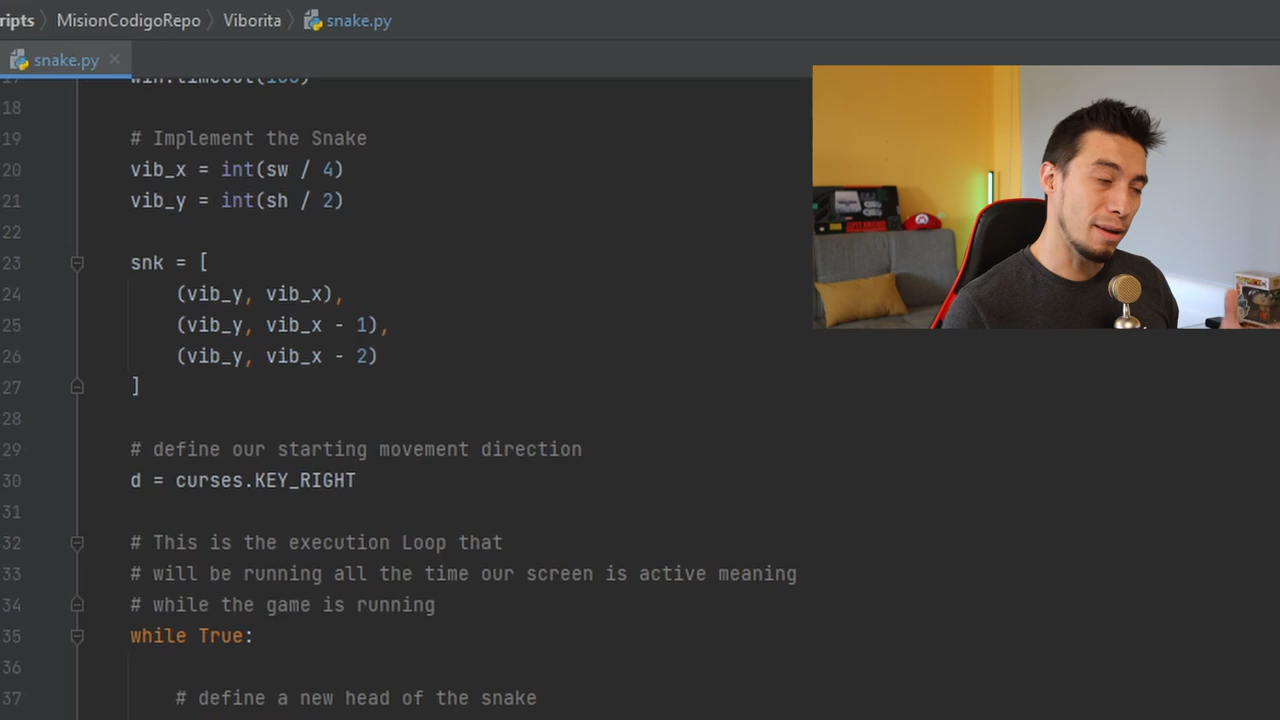 ripts MisionCodigoRepo Viborita snake.py
snake.py
17 win.timeout(100)
18
19 # Implement the Snake
20 vib_x = int(sw / 4)
21 vib_y = int(sh / 2)
22
23 snk = [
24 (vib_y, vib_x),
25 (vib_y, vib_x - 1),
26 (vib_y, vib_x - 2)
27 ]
28
29 # define our starting movement direction
30 d = curses.KEY_RIGHT
31
32 # This is the execution Loop that
33 # will be running all the time our screen is active meaning
34 # while the game is running
35 while True:
36
37 # define a new head of the snake